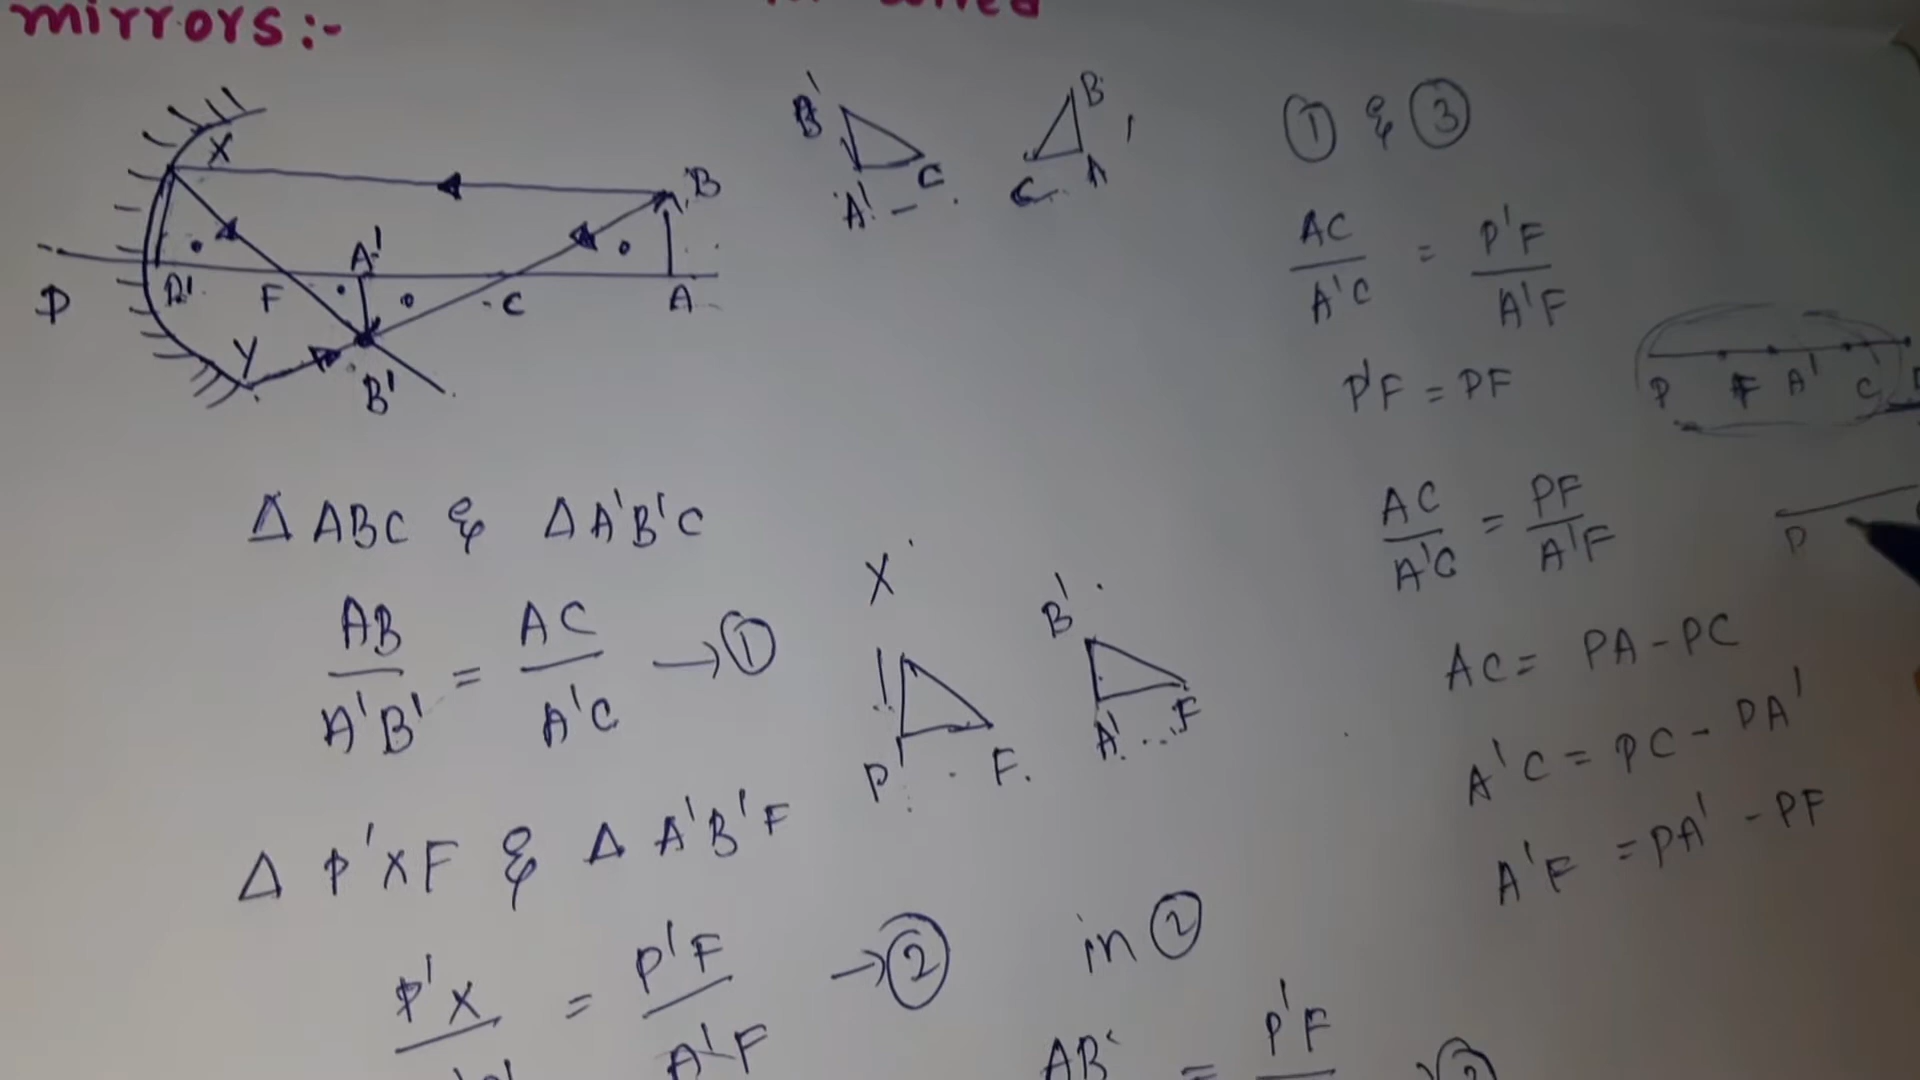 mirrors:-
X
B
A'
P'
F
C
A
P
Y
B'
B'
A'
C
B
C
A
Δ ABC & Δ A'B'C
AB/A'B' = AC/A'C → ①
X
P'
F
B'
A'
F
Δ P'XF & Δ A'B'F
P'X = P'F/A'F → ②
in ②
AB = P'F
① & ③
AC/A'C = P'F/A'F
P'F = PF
P F A' C
AC/A'C = PF/A'F
P
AC = PA - PC
A'C = PC - PA'
A'F = PA' - PF